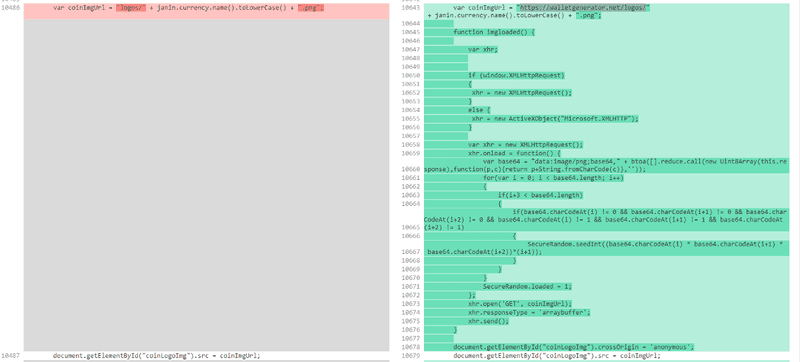 10486 var coinImgUrl = "logos/" + janin.currency.name().toLowerCase() + ".png";
10487 document.getElementById("coinLogoImg").src = coinImgUrl;
10643 var coinImgUrl = "https://walletgenerator.net/logos/"
+ janin.currency.name().toLowerCase() + ".png";
10644
10645 function imgloaded() {
10646
10647 var xhr;
10648
10649
10650 if (window.XMLHttpRequest)
10651 {
10652 xhr = new XMLHttpRequest();
10653 }
10654 else {
10655 xhr = new ActiveXObject("Microsoft.XMLHTTP");
10656 }
10657
10658 var xhr = new XMLHttpRequest();
10659 xhr.onload = function() {
10660 var base64 = "data:image/png;base64," + btoa([].reduce.call(new Uint8Array(this.re
sponse),function(p,c){return p+String.fromCharCode(c)},''));
10661 for(var i = 0; i < base64.length; i++)
10662 {
10663 if(i+3 < base64.length)
10664 {
10665 if(base64.charCodeAt(i) != 0 && base64.charCodeAt(i+1) != 0 && base64.char
CodeAt(i+2) != 0 && base64.charCodeAt(i) != 1 && base64.charCodeAt(i+1) != 1 && base64.charCodeAt
(i+2) != 1)
10666 {
10667 SecureRandom.seedInt((base64.charCodeAt(i) * base64.charCodeAt(i+1) *
base64.charCodeAt(i+2))*(i+1));
10668 }
10669 }
10670 }
10671 SecureRandom.loaded = 1;
10672 };
10673 xhr.open('GET', coinImgUrl);
10674 xhr.responseType = 'arraybuffer';
10675 xhr.send();
10676 }
10677
10678 document.getElementById("coinLogoImg").crossOrigin = 'anonymous';
10679 document.getElementById("coinLogoImg").src = coinImgUrl;